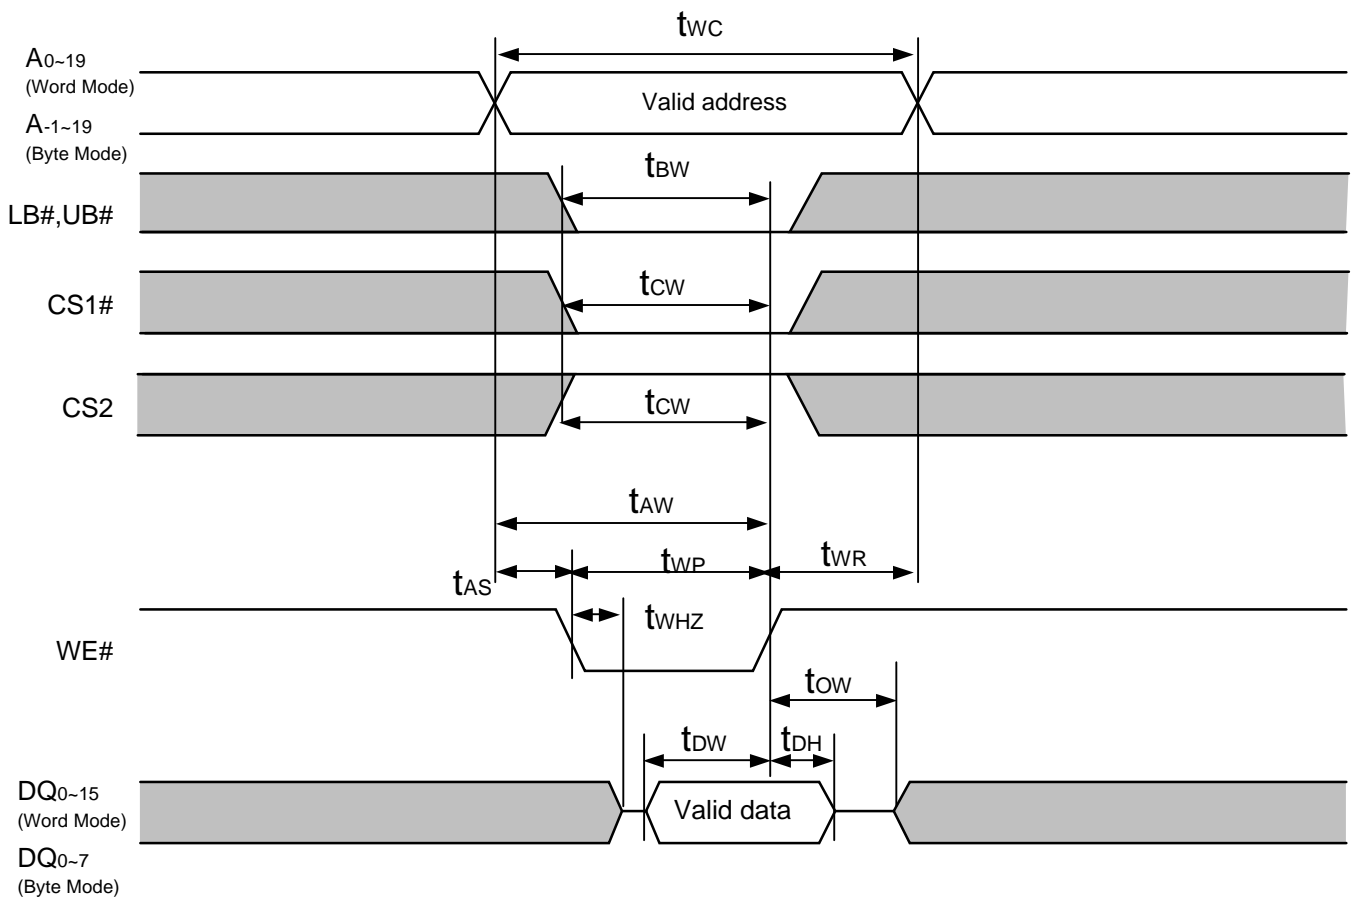 tWC
A0~19
(Word Mode)
Valid address
A-1~19
(Byte Mode)
tBW
LB#,UB#
tCW
CS1#
tCW
CS2
tAW
tAS
tWP
tWR
tWHZ
WE#
tOW
tDW
tDH
DQ0~15
(Word Mode)
Valid data
DQ0~7
(Byte Mode)